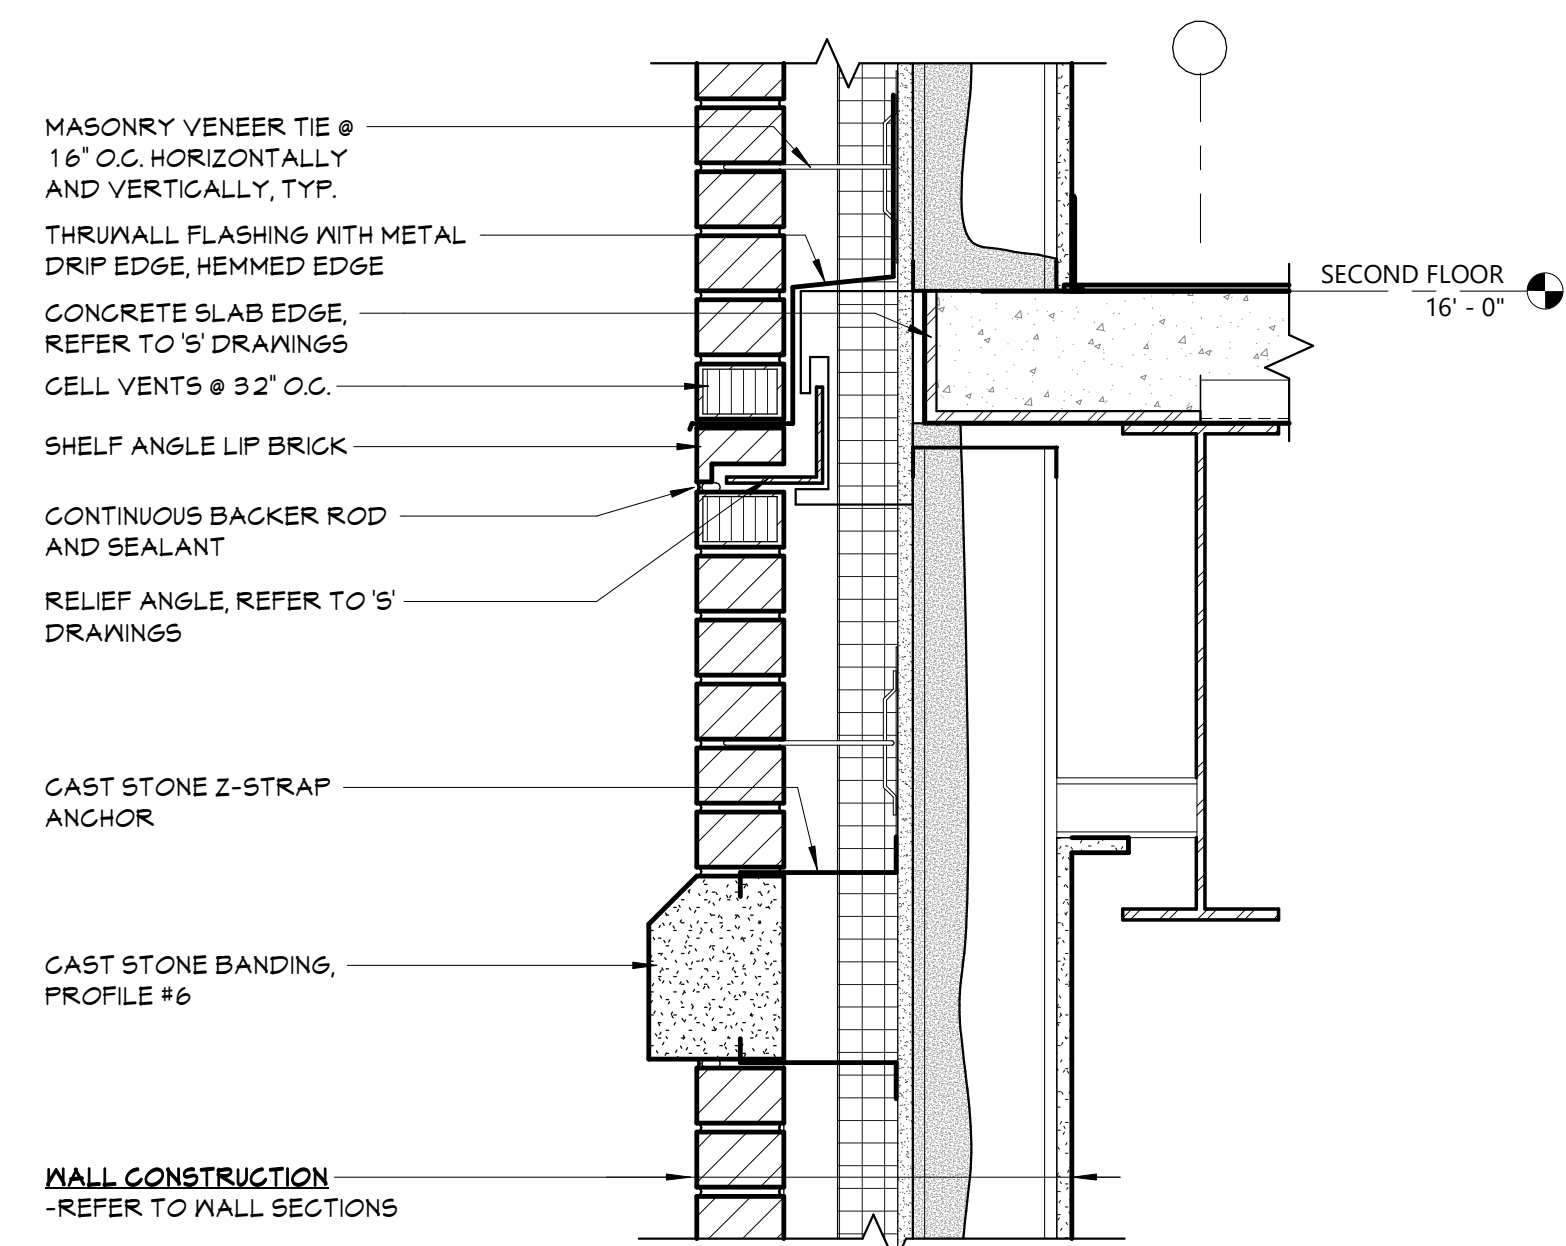 MASONRY VENEER TIE @
16" O.C. HORIZONTALLY
AND VERTICALLY, TYP.
THRUWALL FLASHING WITH METAL
DRIP EDGE, HEMMED EDGE
CONCRETE SLAB EDGE,
REFER TO 'S' DRAWINGS
CELL VENTS @ 32" O.C.
SHELF ANGLE LIP BRICK
CONTINUOUS BACKER ROD
AND SEALANT
RELIEF ANGLE, REFER TO 'S'
DRAWINGS
CAST STONE Z-STRAP
ANCHOR
CAST STONE BANDING,
PROFILE #6
WALL CONSTRUCTION
-REFER TO WALL SECTIONS
SECOND FLOOR
16' - 0"